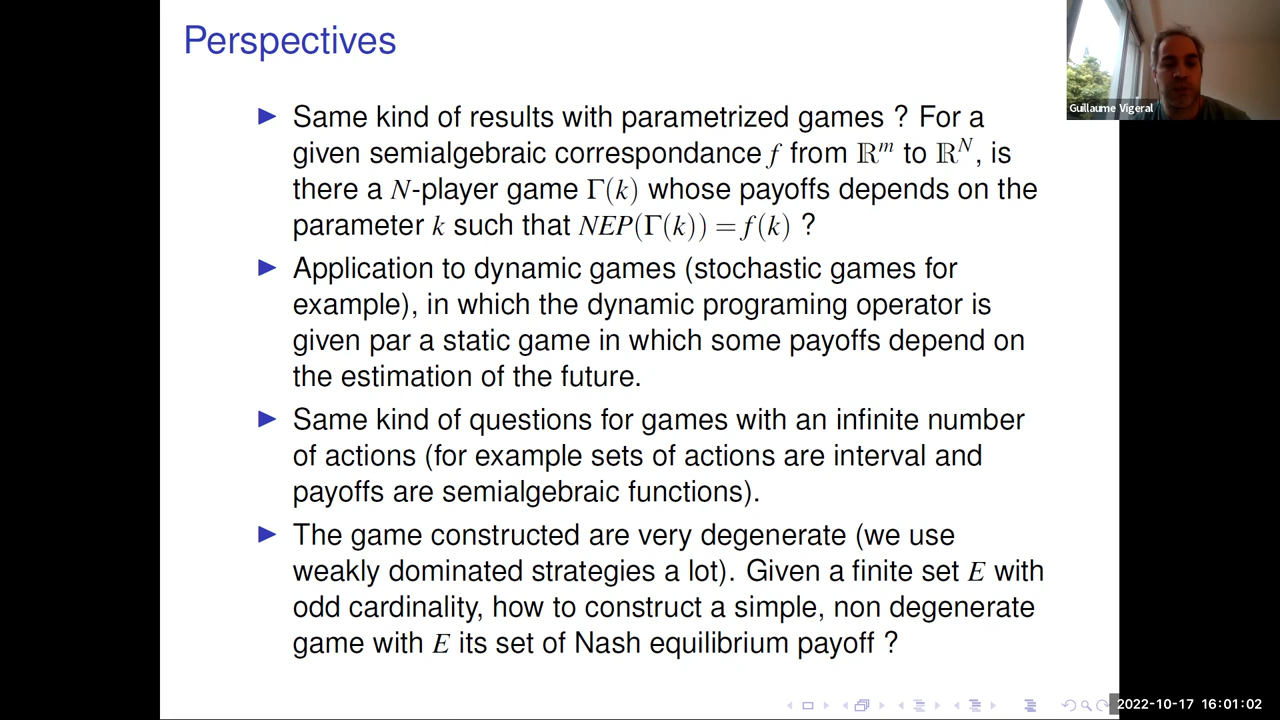 Perspectives
Guillaume Vigeral
Same kind of results with parametrized games ? For a
given semialgebraic correspondance f from ℝᵐ to ℝᴺ, is
there a N-player game Γ(k) whose payoffs depends on the
parameter k such that NEP(Γ(k)) = f(k) ?
Application to dynamic games (stochastic games for
example), in which the dynamic programing operator is
given par a static game in which some payoffs depend on
the estimation of the future.
Same kind of questions for games with an infinite number
of actions (for example sets of actions are interval and
payoffs are semialgebraic functions).
The game constructed are very degenerate (we use
weakly dominated strategies a lot). Given a finite set E with
odd cardinality, how to construct a simple, non degenerate
game with E its set of Nash equilibrium payoff ?
2022-10-17 16:01:02